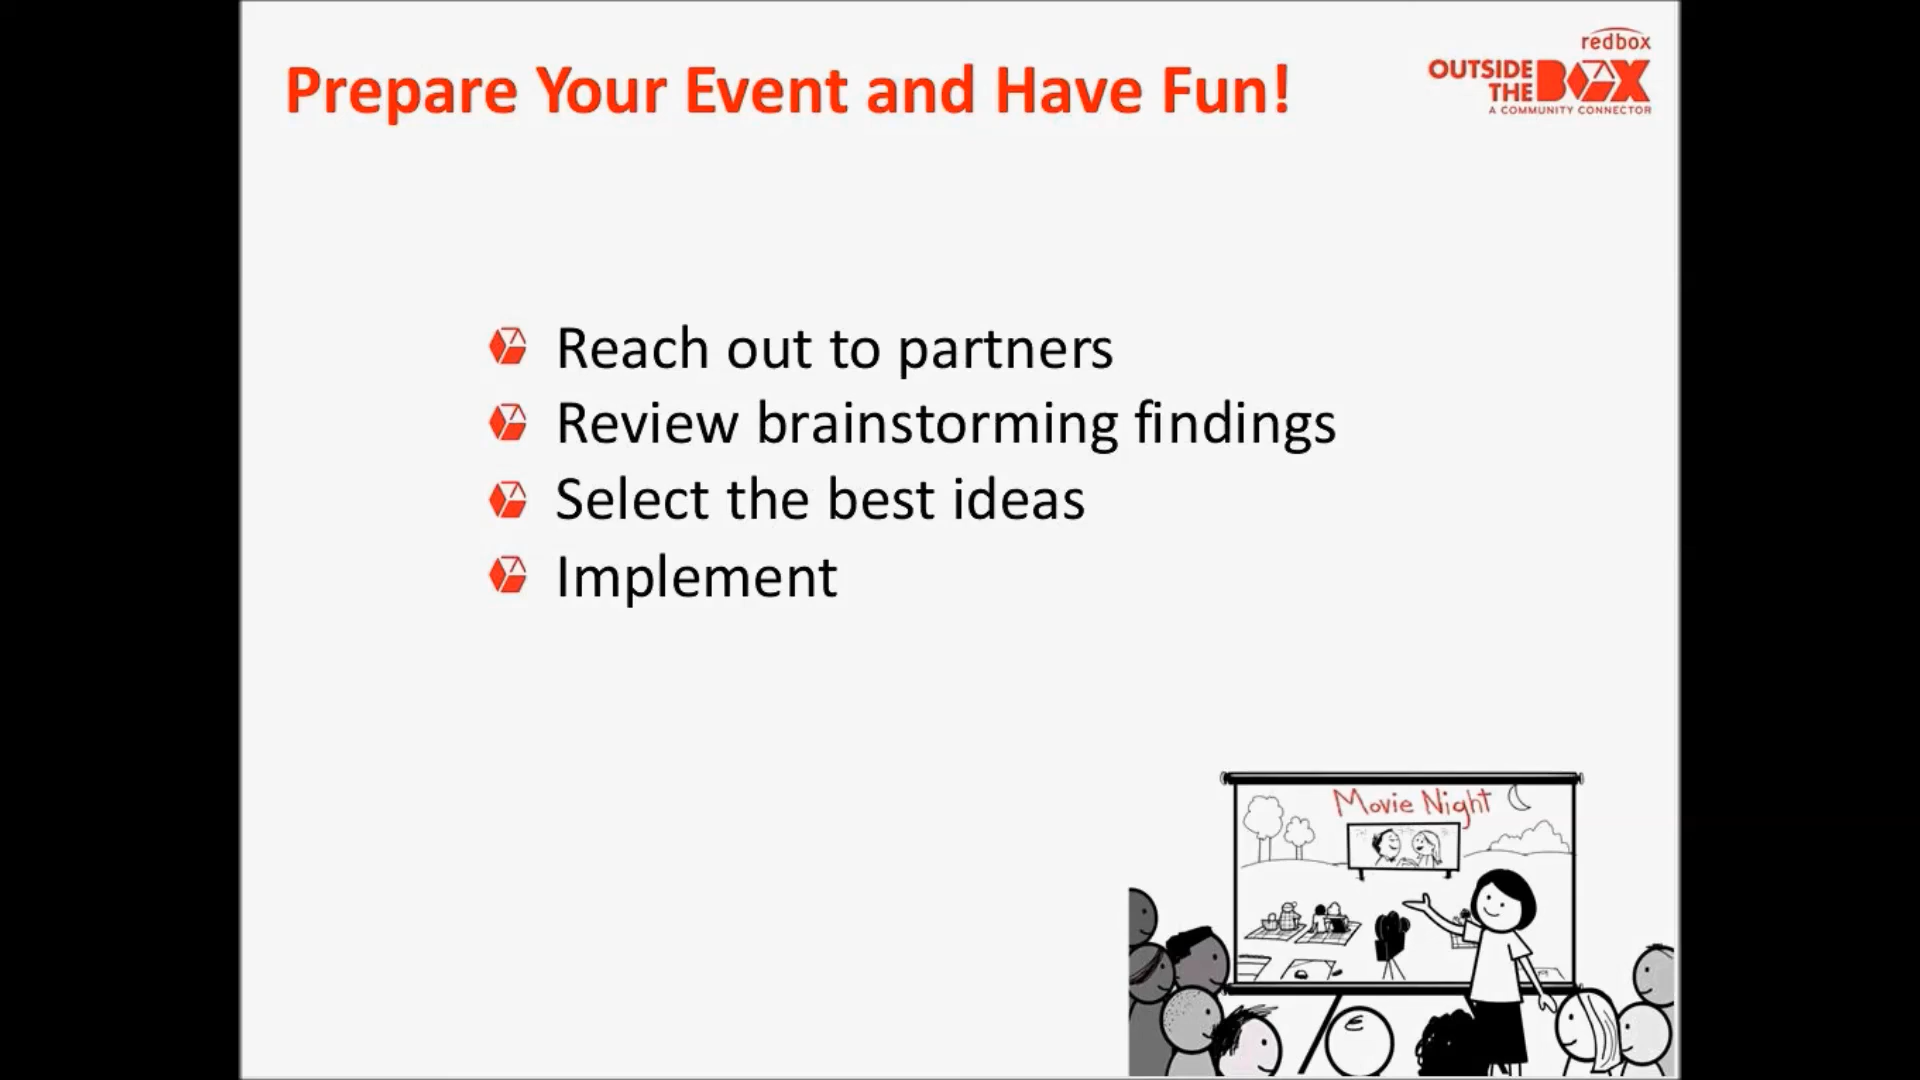 Prepare Your Event and Have Fun!
redbox
OUTSIDE
THE BOX
A COMMUNITY CONNECTOR
Reach out to partners
Review brainstorming findings
Select the best ideas
Implement
Movie Night